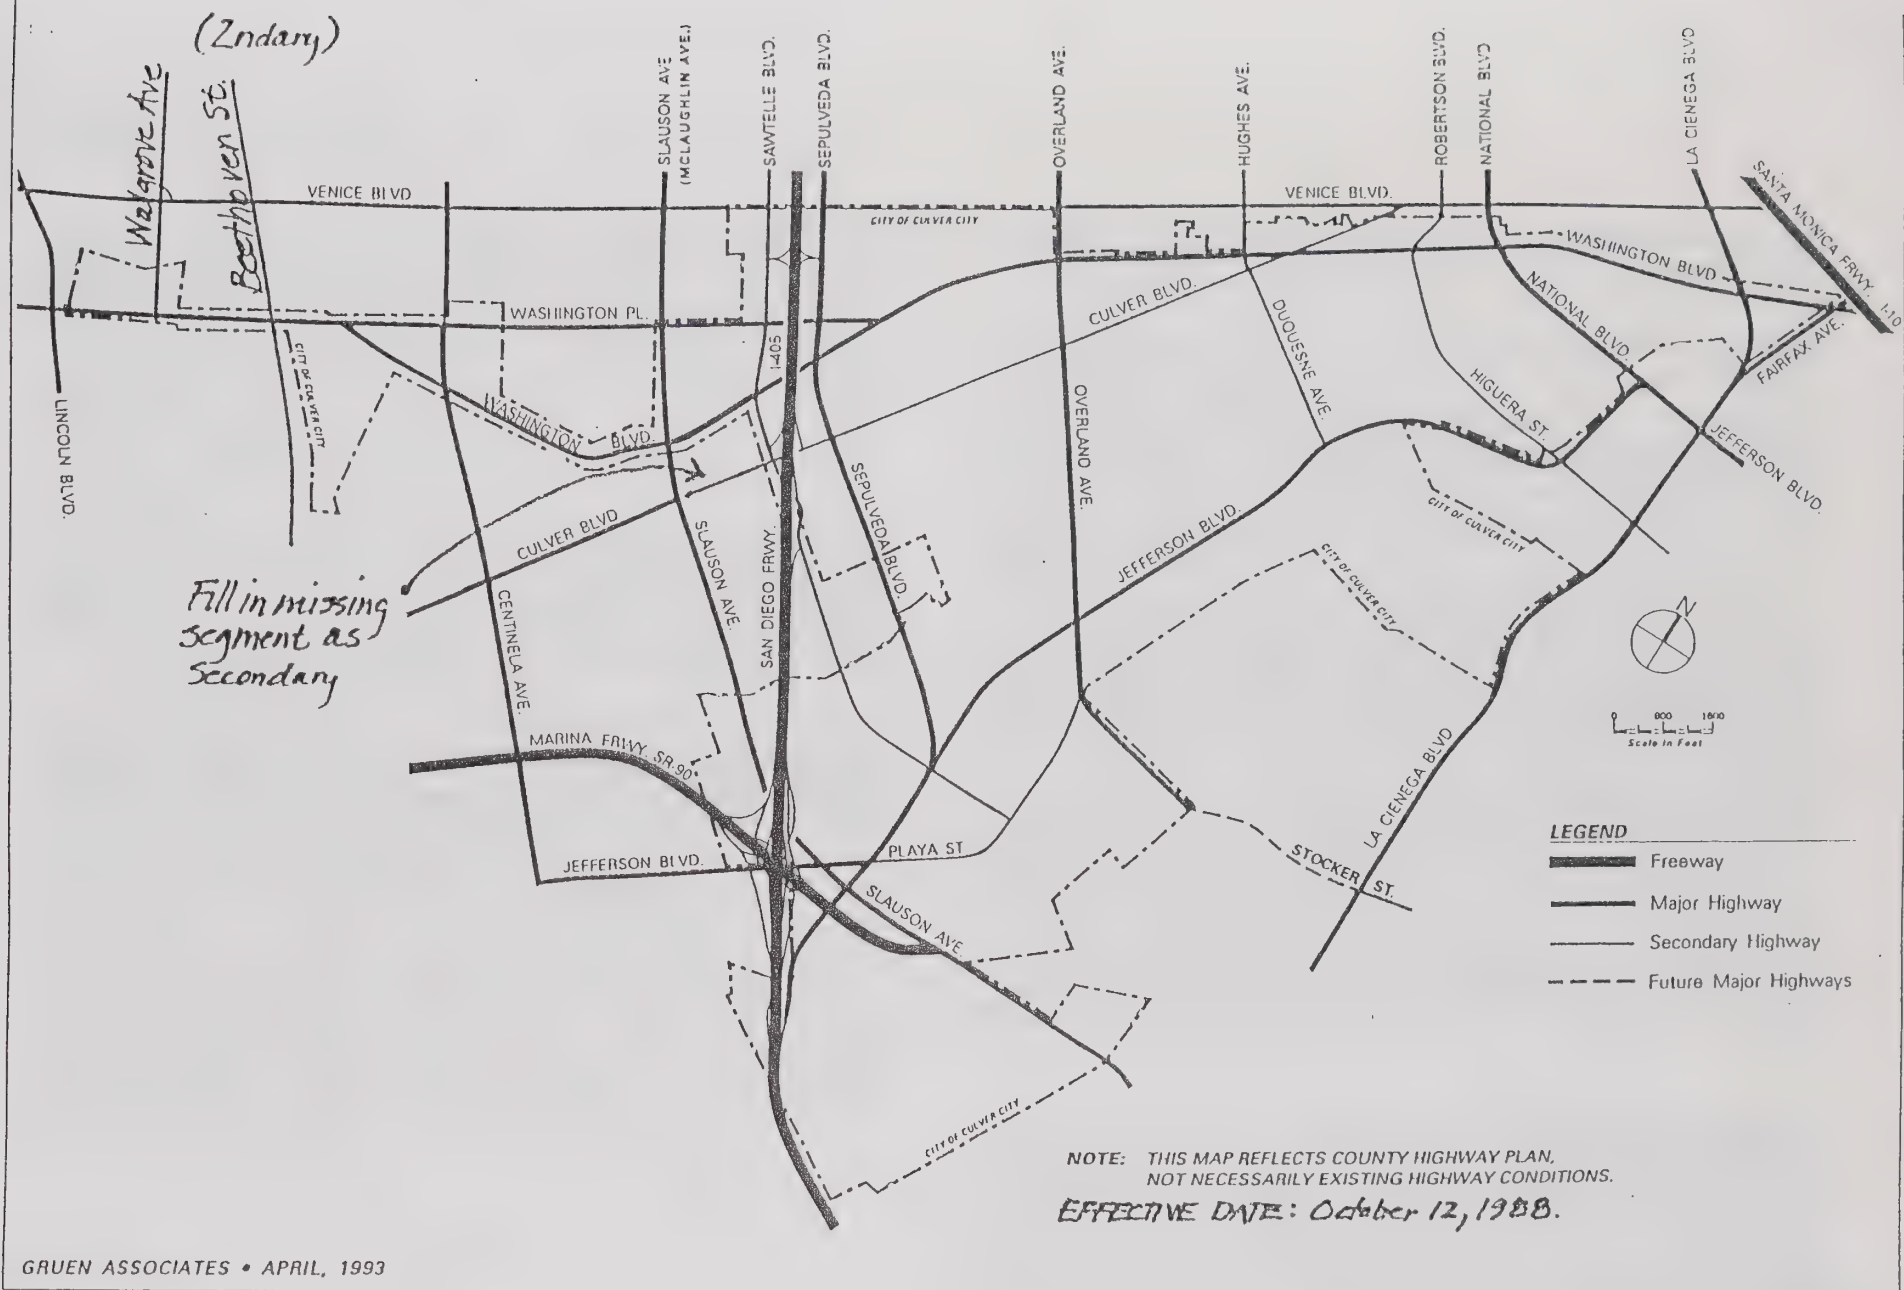 (2ndary)
Walgrove Ave
Beethoven St.
SLAUSON AVE
(MCLAUGHLIN AVE.)
SAWTELLE BLVD.
SEPULVEDA BLVD.
OVERLAND AVE.
HUGHES AVE.
ROBERTSON BLVD.
NATIONAL BLVD
LA CIENEGA BLVD
SANTA MONICA FRWY. I-10
VENICE BLVD
CITY OF CULVER CITY
VENICE BLVD.
WASHINGTON BLVD
WASHINGTON PL.
CULVER BLVD.
NATIONAL BLVD.
DUQUESNE AVE.
FAIRFAX AVE.
I-405
CITY OF CULVER CITY
HIGUERA ST.
LINCOLN BLVD.
WASHINGTON BLVD.
OVERLAND AVE.
JEFFERSON BLVD.
SEPULVEDA BLVD.
CULVER BLVD
SLAUSON AVE.
SAN DIEGO FRWY.
JEFFERSON BLVD.
CITY OF CULVER CITY
CITY OF CULVER CITY
Fill in missing
segment as
Secondary
CENTINELA AVE.
N
0 800 1600
Scale in Feet
MARINA FRWY. SR-90
LA CIENEGA BLVD
JEFFERSON BLVD.
PLAYA ST
STOCKER ST.
SLAUSON AVE.
LEGEND
Freeway
Major Highway
Secondary Highway
Future Major Highways
CITY OF CULVER CITY
NOTE: THIS MAP REFLECTS COUNTY HIGHWAY PLAN,
NOT NECESSARILY EXISTING HIGHWAY CONDITIONS.
EFFECTIVE DATE: October 12, 1988.
GRUEN ASSOCIATES • APRIL, 1993